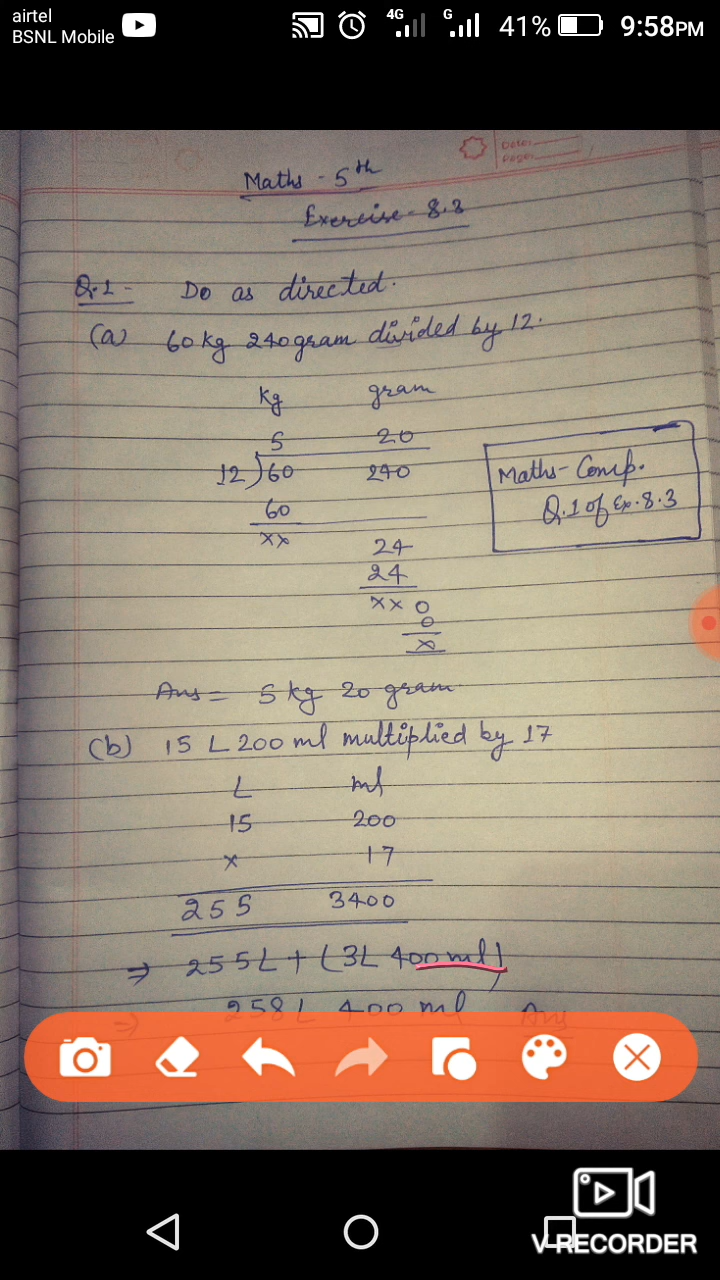 airtel
BSNL Mobile
4G G 41% 9:58PM
Date:
Page:
Maths - 5th
Exercise - 8.3
Q.1 - Do as directed.
(a) 60 kg 240 gram divided by 12.
Kg gram
5 20
12)60 240
60
xx 24
24
xx 0
0
x
Maths - Comp.
Q.1 of Ex. 8.3
Ans = 5 kg 20 gram
(b) 15 L 200 ml multiplied by 17
L ml
15 200
x 17
255 3400
⇒ 255L + (3L 400 ml)
⇒ 258 L 400 ml Ans
V RECORDER